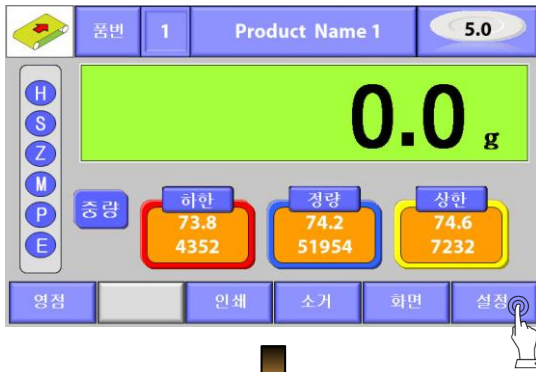 품번 1 Product Name 1 5.0
H
S
Z
M
P
E
0.0 g
중량
하한 정량 상한
73.8 74.2 74.6
4352 51954 7232
영점 인쇄 소거 화면 설정